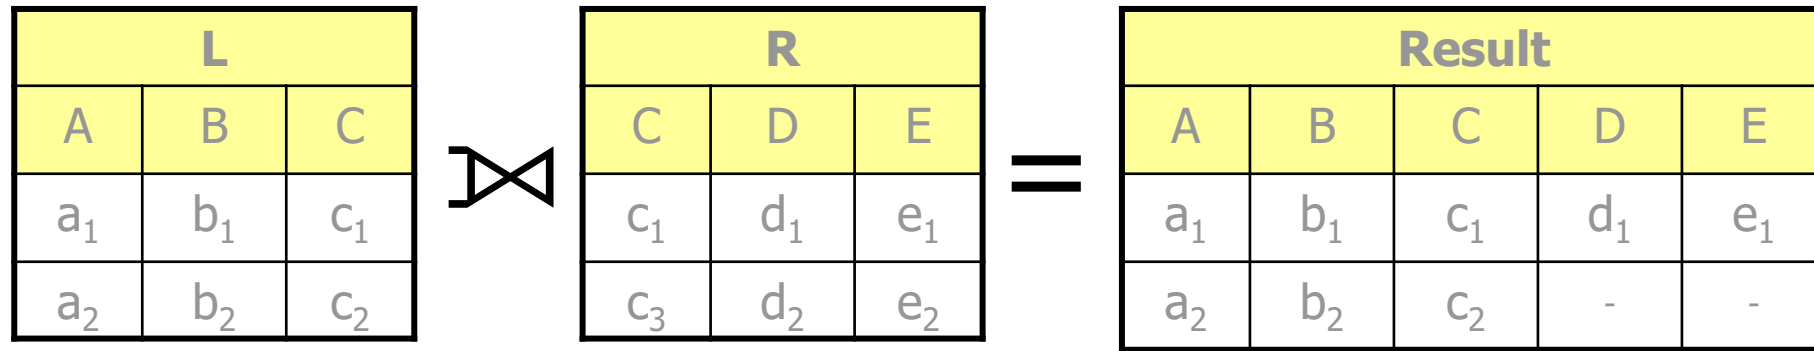 L R Result
A B C C D E A B C D E
⟕ =
a₁ b₁ c₁ c₁ d₁ e₁ a₁ b₁ c₁ d₁ e₁
a₂ b₂ c₂ c₃ d₂ e₂ a₂ b₂ c₂ - -